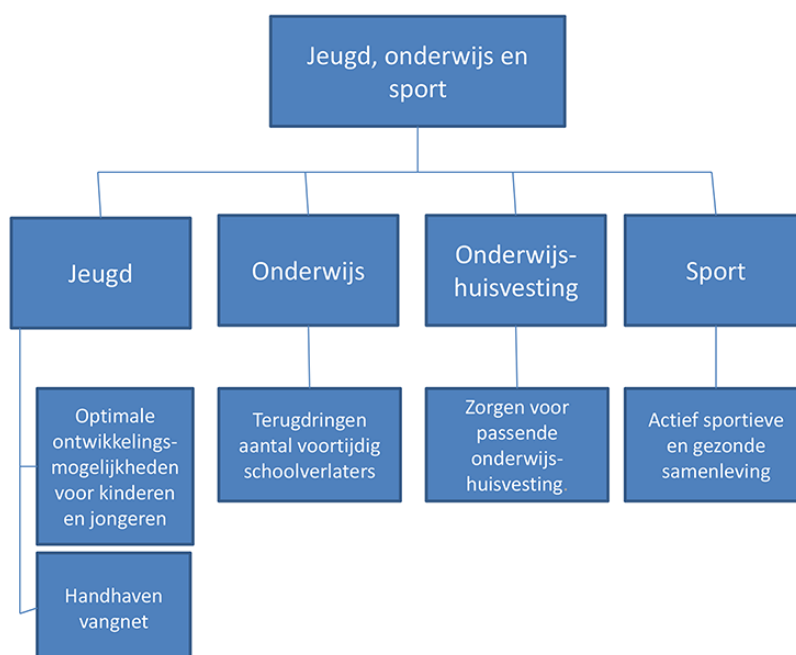 Jeugd, onderwijs en
sport
Jeugd
Onderwijs
Onderwijs-
huisvesting
Sport
Optimale
ontwikkelings-
mogelijkheden
voor kinderen
en jongeren
Terugdringen
aantal voortijdig
schoolverlaters
Zorgen voor
passende
onderwijs-
huisvesting.
Actief sportieve
en gezonde
samenleving
Handhaven
vangnet